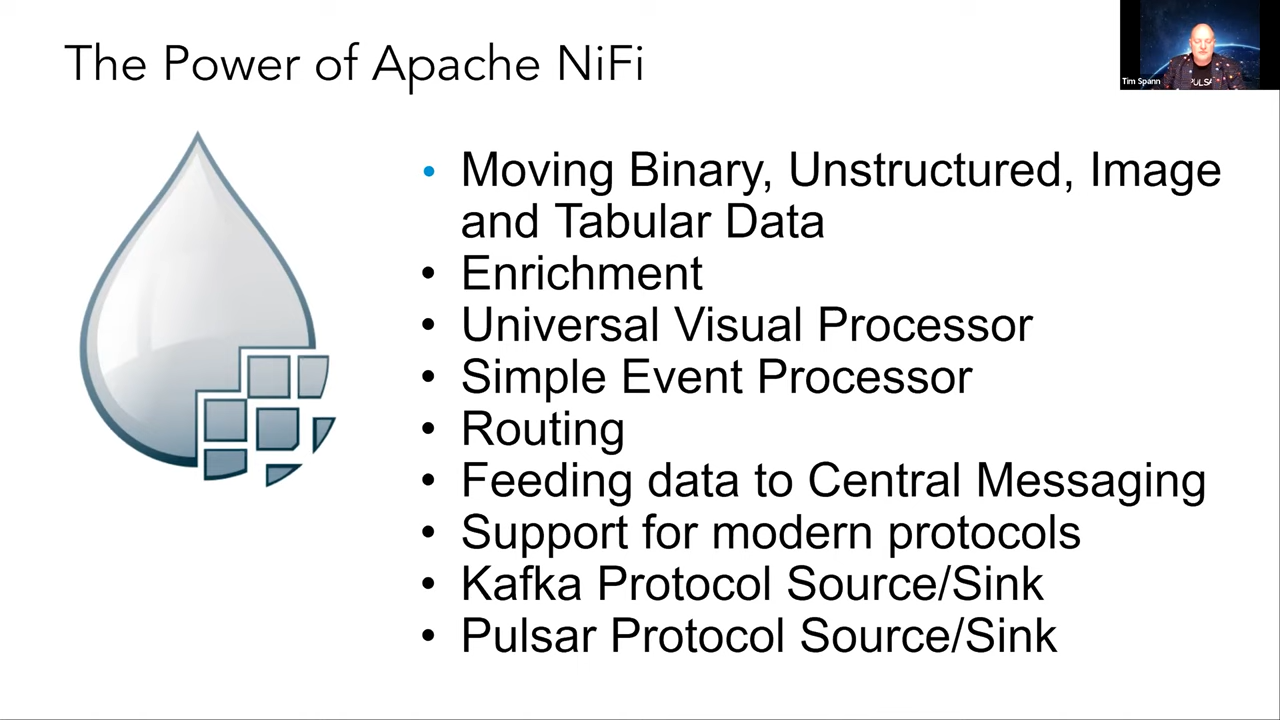 The Power of Apache NiFi
Tim Spann
PULSA
• Moving Binary, Unstructured, Image
and Tabular Data
• Enrichment
• Universal Visual Processor
• Simple Event Processor
• Routing
• Feeding data to Central Messaging
• Support for modern protocols
• Kafka Protocol Source/Sink
• Pulsar Protocol Source/Sink